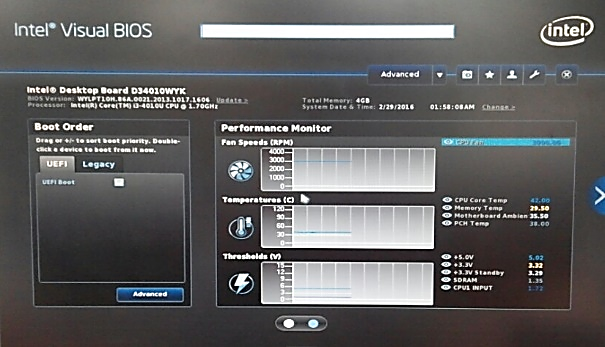 Intel® Visual BIOS
intel
Advanced
Intel® Desktop Board D34010WYK
BIOS Version: WYLPT10H.86A.0021.2013.1017.1606 Update >
Processor: Intel(R) Core(TM) i3-4010U CPU @ 1.70GHz
Total Memory: 4GB
System Date & Time: 2/29/2016 01:58:08AM Change >
Boot Order
Drag or +/- to sort boot priority. Double-
click a device to boot from it now.
UEFI Legacy
UEFI Boot
Advanced
Performance Monitor
Fan Speeds (RPM)
4000
3000
2000
1000
0
CPU Fan
Temperatures (C)
120
90
60
30
0
CPU Core Temp 42.00
Memory Temp 29.50
Motherboard Ambien 35.50
PCH Temp 38.00
Thresholds (V)
15
12
9
6
3
0
+5.0V 5.02
+3.3V 3.32
+3.3V Standby 3.29
SDRAM 1.35
CPU1 INPUT 1.72